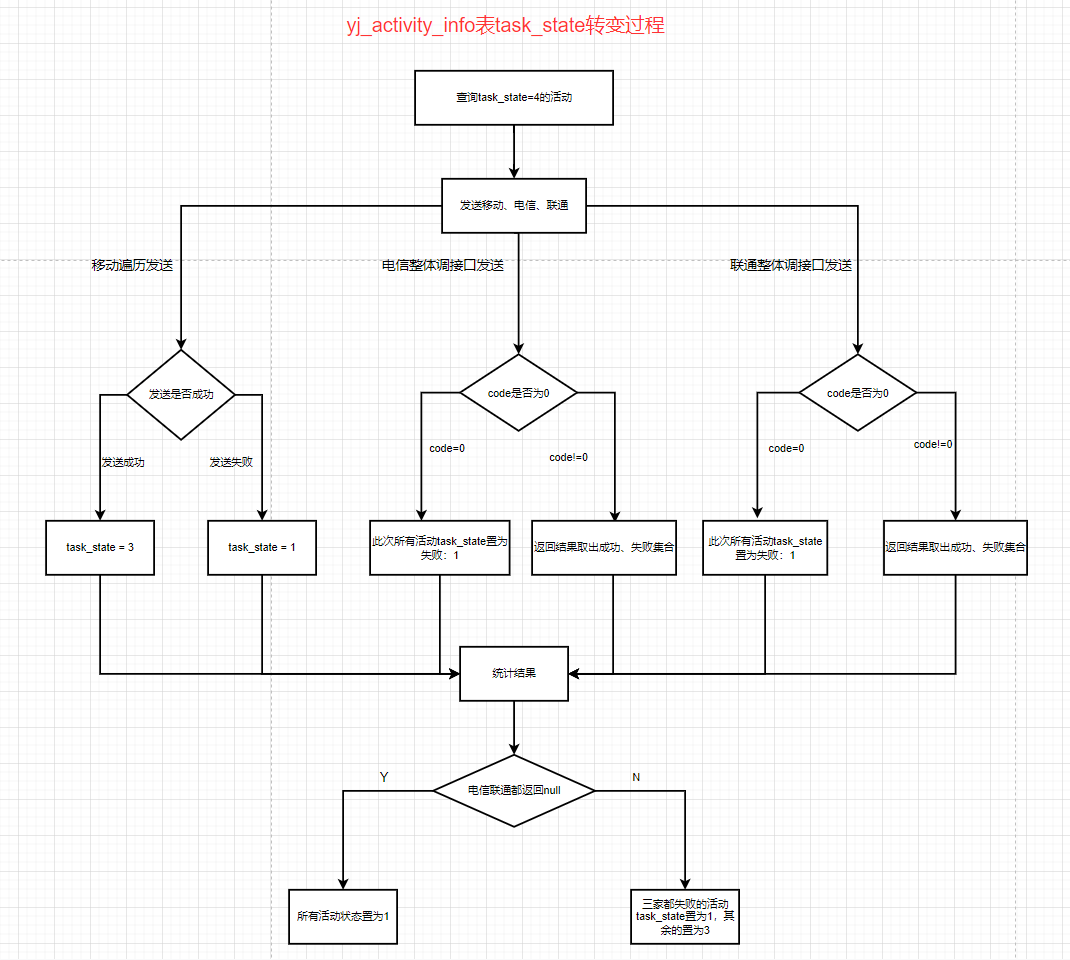 yj_activity_info表task_state转变过程
查询task_state=4的活动
发送移动、电信、联通
移动遍历发送
电信整体调接口发送
联通整体调接口发送
发送是否成功
code是否为0
code是否为0
发送成功
发送失败
code=0
code!=0
code=0
code!=0
task_state = 3
task_state = 1
此次所有活动task_state置为
失败：1
返回结果取出成功、失败集合
此次所有活动task_state
置为失败：1
返回结果取出成功、失败集合
统计结果
电信联通都返回null
Y
N
所有活动状态置为1
三家都失败的活动
task_state置为1，其
余的置为3